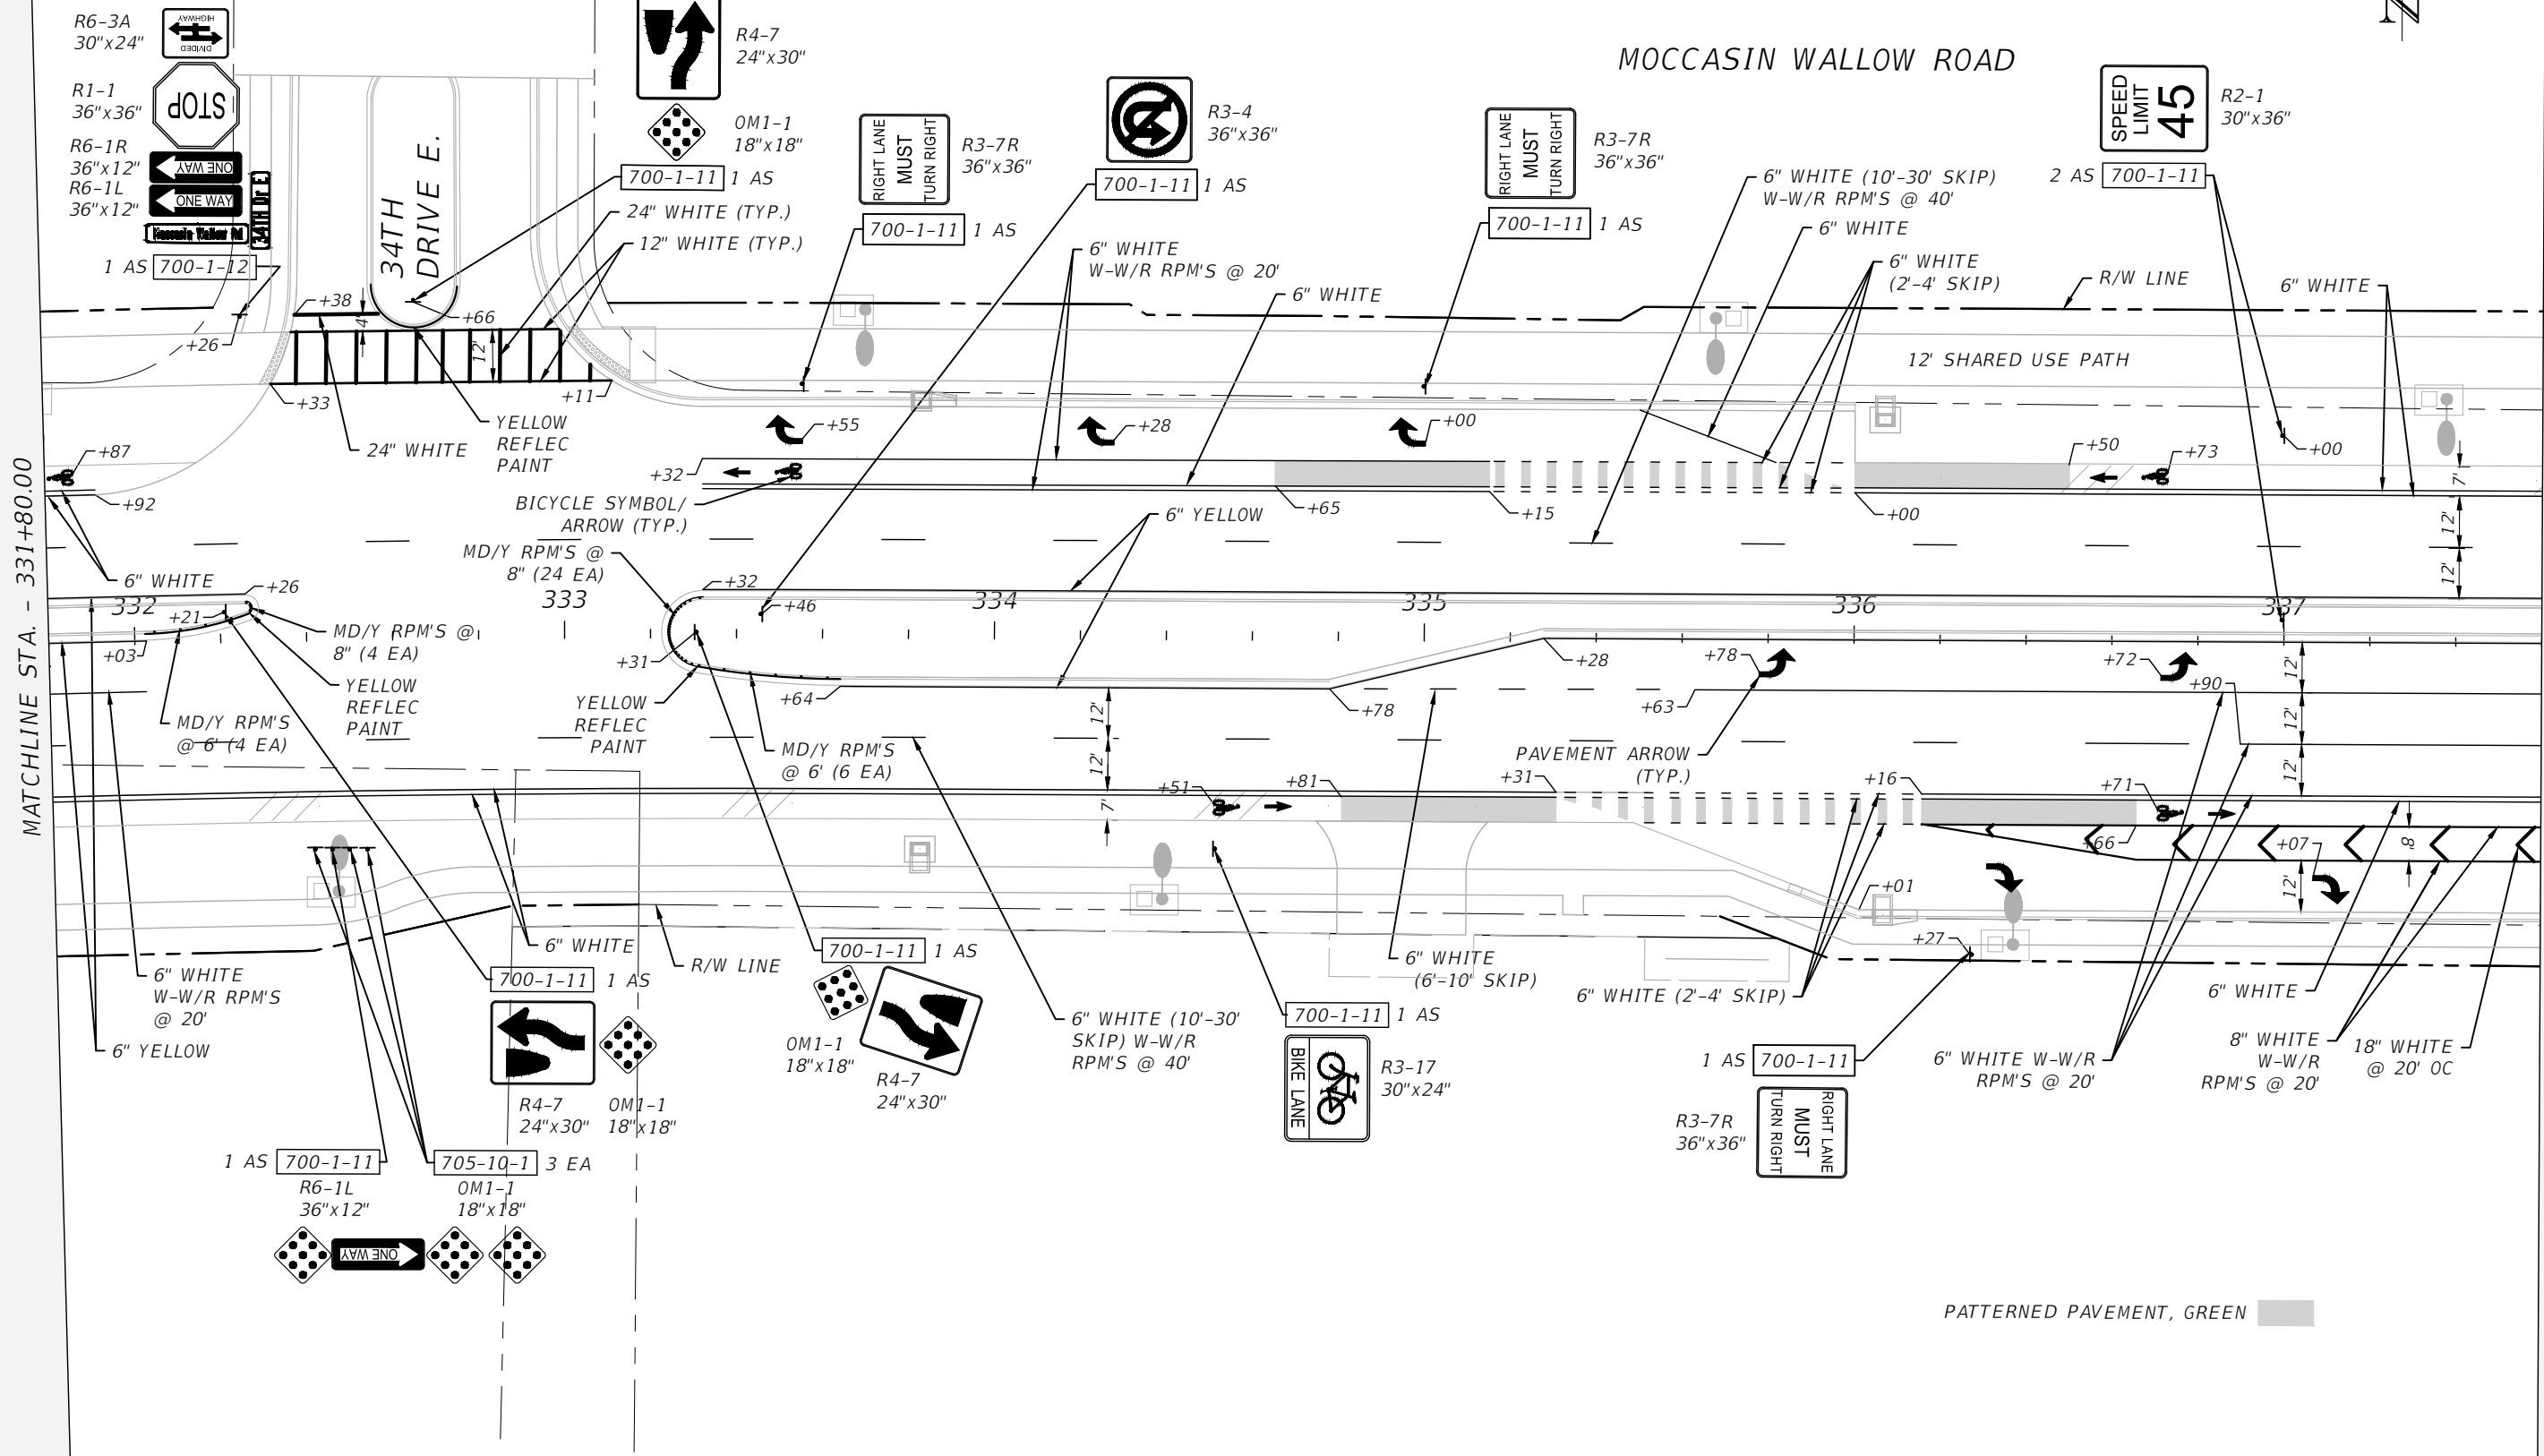 R6-3A
30"x24"
DIVIDED
HIGHWAY
R1-1
36"x36"
STOP
R6-1R
36"x12"
ONE WAY
R6-1L
36"x12"
ONE WAY
Moccasin Wallow Rd
34TH Dr E
1 AS 700-1-12
34TH
DRIVE E.
R4-7
24"x30"
OM1-1
18"x18"
700-1-11 1 AS
24" WHITE (TYP.)
12" WHITE (TYP.)
RIGHT LANE
MUST
TURN RIGHT
R3-7R
36"x36"
700-1-11 1 AS
R3-4
36"x36"
700-1-11 1 AS
6" WHITE
W-W/R RPM'S @ 20'
6" WHITE
MOCCASIN WALLOW ROAD
RIGHT LANE
MUST
TURN RIGHT
R3-7R
36"x36"
700-1-11 1 AS
6" WHITE (10'-30' SKIP)
W-W/R RPM'S @ 40'
6" WHITE
6" WHITE
(2'-4' SKIP)
SPEED
LIMIT
45
R2-1
30"x36"
2 AS 700-1-11
R/W LINE
6" WHITE
N
+38
4'
+66
+26
12'
+33
+11
24" WHITE
YELLOW
REFLEC
PAINT
12' SHARED USE PATH
+87
+92
+55
+28
+00
+32
+50
+73
+00
7'
BICYCLE SYMBOL/
ARROW (TYP.)
+65
+15
+00
6" YELLOW
12'
12'
MATCHLINE STA. - 331+80.00
6" WHITE
MD/Y RPM'S @
8" (24 EA)
+26
+32
332
333
334
335
336
337
+21
+46
+03
MD/Y RPM'S @
8" (4 EA)
+31
+28
+78
+72
YELLOW
REFLEC
PAINT
YELLOW
REFLEC
PAINT
+64
+78
+63
+90
12'
12'
12'
MD/Y RPM'S
@ 6' (4 EA)
MD/Y RPM'S
@ 6' (6 EA)
12'
12'
7'
PAVEMENT ARROW
(TYP.)
+51
+81
+31
+16
+71
+66
+07
8'
12'
+01
+27
6" WHITE
R/W LINE
6" WHITE
W-W/R RPM'S
@ 20'
6" YELLOW
700-1-11 1 AS
R4-7
24"x30"
OM1-1
18"x18"
700-1-11 1 AS
OM1-1
18"x18"
R4-7
24"x30"
6" WHITE (10'-30'
SKIP) W-W/R
RPM'S @ 40'
700-1-11 1 AS
BIKE LANE
R3-17
30"x24"
6" WHITE
(6'-10' SKIP)
6" WHITE (2'-4' SKIP)
1 AS 700-1-11
R3-7R
36"x36"
RIGHT LANE
MUST
TURN RIGHT
6" WHITE W-W/R
RPM'S @ 20'
6" WHITE
8" WHITE
W-W/R
RPM'S @ 20'
18" WHITE
@ 20' OC
1 AS 700-1-11
R6-1L
36"x12"
705-10-1 3 EA
OM1-1
18"x18"
ONE WAY
PATTERNED PAVEMENT, GREEN